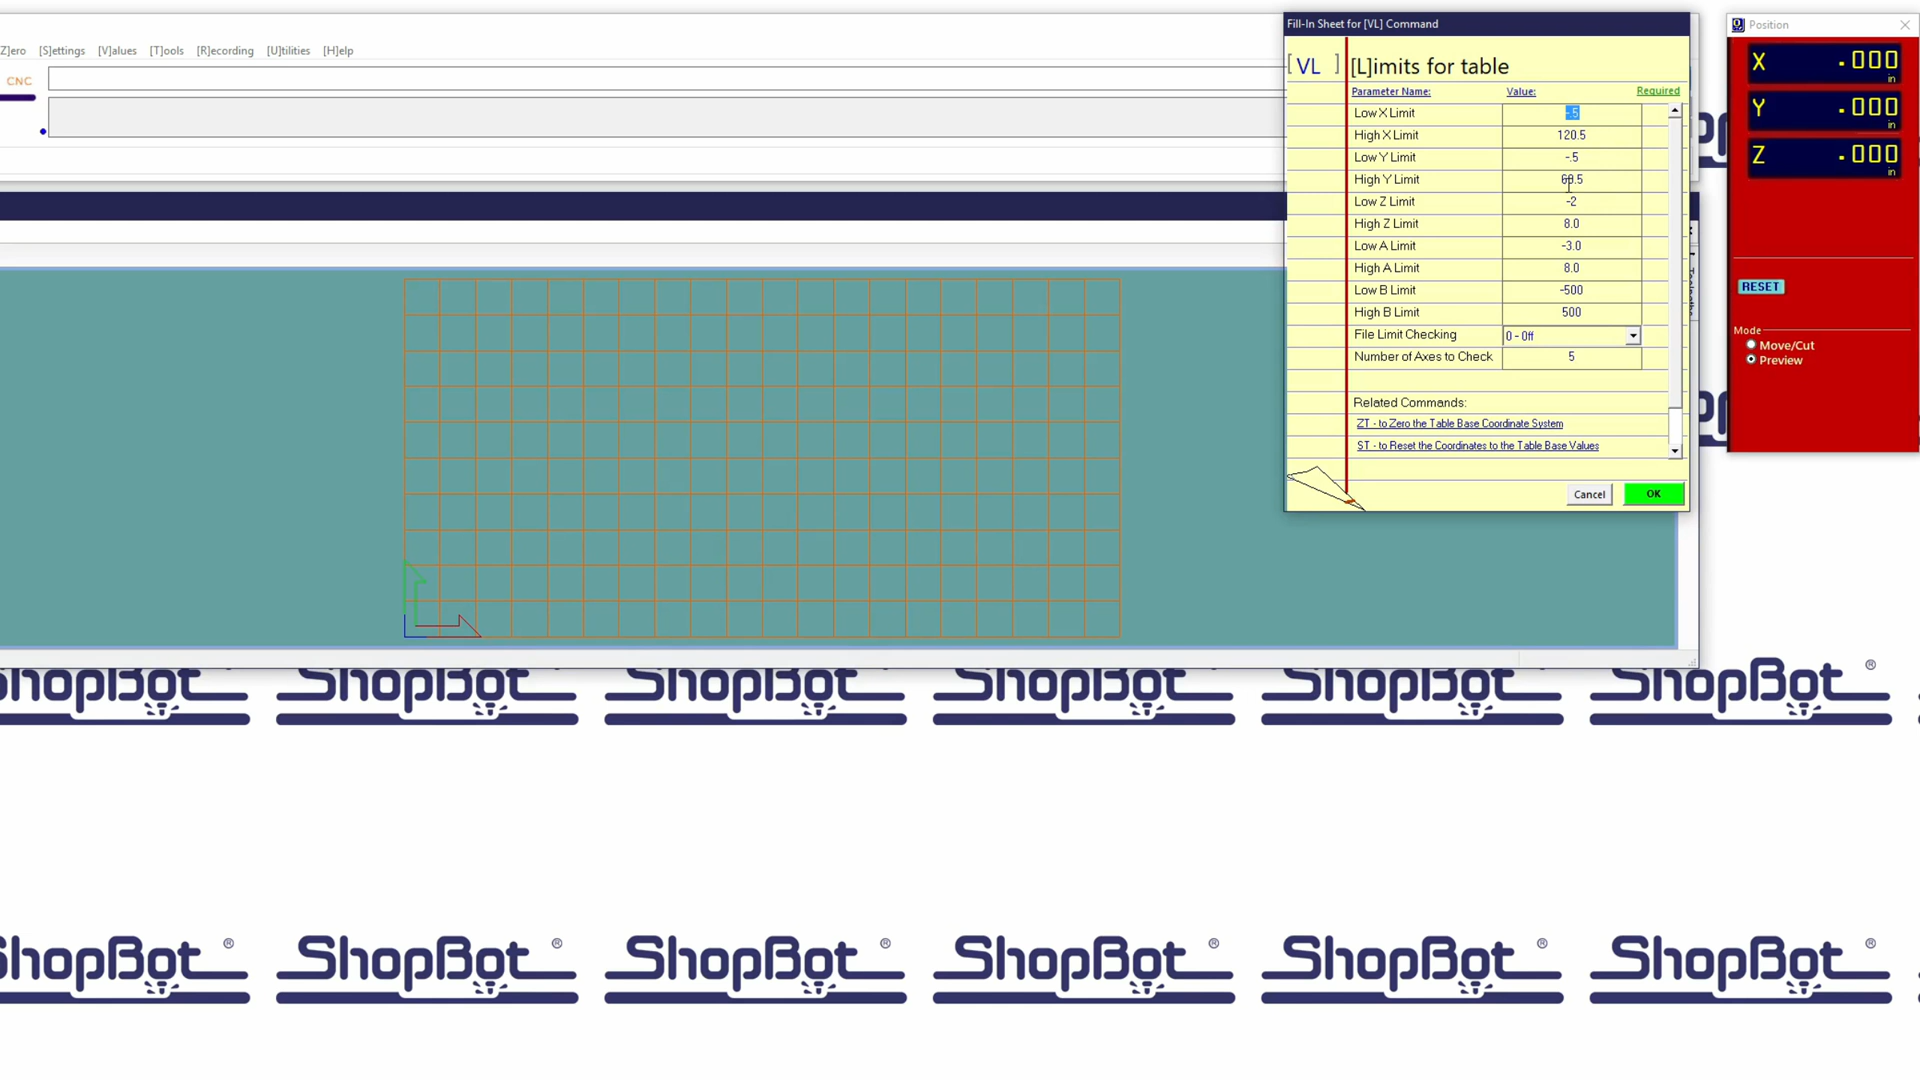 Z]ero [S]ettings [V]alues [T]ools [R]ecording [U]tilities [H]elp
CNC
Fill-In Sheet for [VL] Command
[ VL ] [L]imits for table
Parameter Name: Value: Required
Low X Limit -.5
High X Limit 120.5
Low Y Limit -.5
High Y Limit 60.5
Low Z Limit -2
High Z Limit 8.0
Low A Limit -3.0
High A Limit 8.0
Low B Limit -500
High B Limit 500
File Limit Checking 0 - Off
Number of Axes to Check 5
Related Commands:
ZT - to Zero the Table Base Coordinate System
ST - to Reset the Coordinates to the Table Base Values
Cancel OK
Position
X .000 in
Y .000 in
Z .000 in
RESET
Mode
Move/Cut
Preview
ShopBot ® ShopBot ® ShopBot ® ShopBot ® ShopBot ® ShopBot ®
ShopBot ® ShopBot ® ShopBot ® ShopBot ® ShopBot ® ShopBot ®